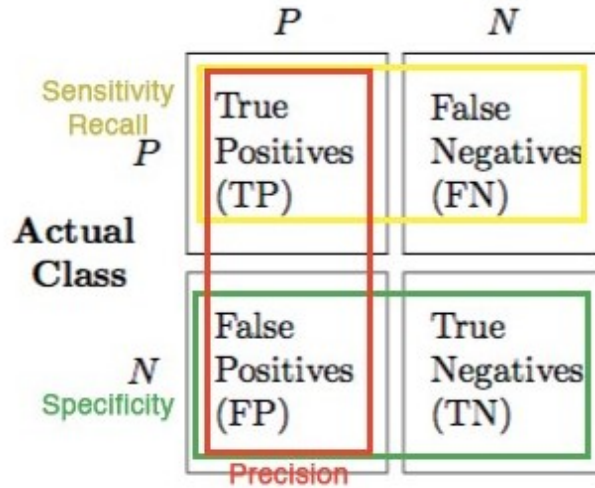 P N
Sensitivity
Recall
P
True
Positives
(TP)
False
Negatives
(FN)
Actual
Class
N
Specificity
False
Positives
(FP)
True
Negatives
(TN)
Precision